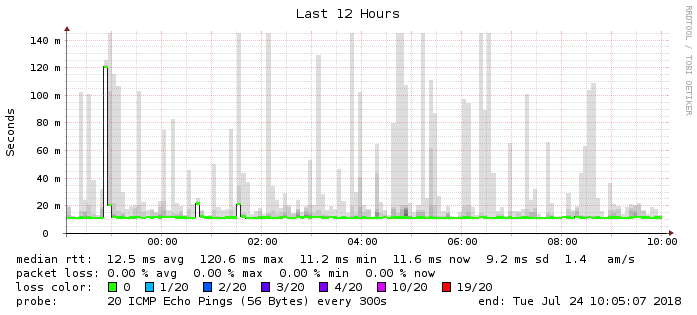 Last 12 Hours
RRDTOOL / TOBI OETIKER
Seconds
140 m
120 m
100 m
80 m
60 m
40 m
20 m
0
00:00 02:00 04:00 06:00 08:00 10:00
median rtt: 12.5 ms avg 120.6 ms max 11.2 ms min 11.6 ms now 9.2 ms sd 1.4 am/s
packet loss: 0.00 % avg 0.00 % max 0.00 % min 0.00 % now
loss color: 0 1/20 2/20 3/20 4/20 10/20 19/20
probe: 20 ICMP Echo Pings (56 Bytes) every 300s end: Tue Jul 24 10:05:07 2018